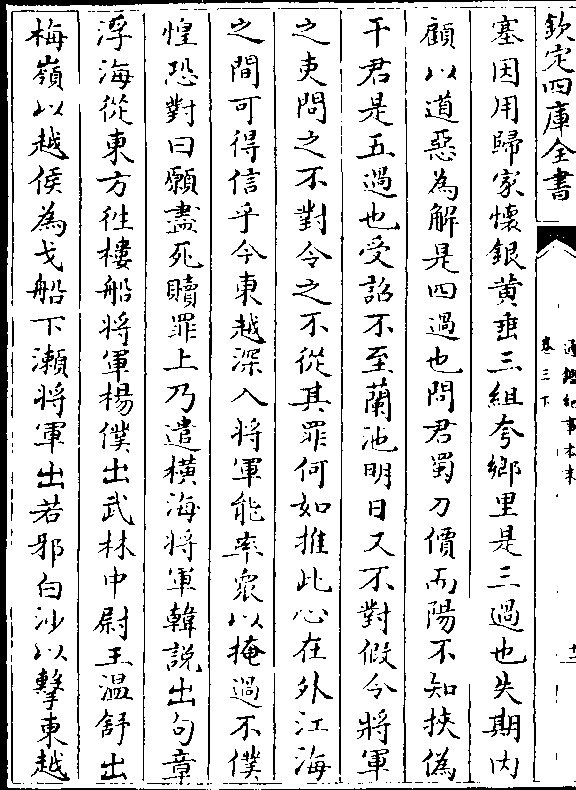 欽定四庫全書
通鑑紀事本末
卷三下
十二
塞因用歸家懷銀黄垂三組夸鄉里是三過也失期内
顧以道惡為解是四過也問君蜀刀價而陽不知挾偽
干君是五過也受詔不至蘭池明日又不對假令將軍
之吏問之不對令之不從其罪何如推此心在外江海
之間可得信乎今東越深入將軍能率衆以掩過不僕
惶恐對曰願盡死贖罪上乃遣横海將軍韓説出句章
浮海從東方徃樓船將軍楊僕出武林中尉王溫舒出
梅嶺以越侯為戈船下瀬將軍出若邪白沙以擊東越